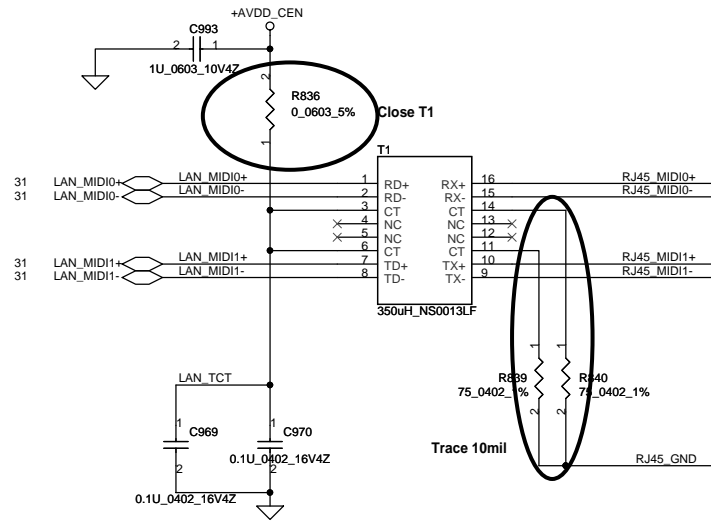 +AVDD_CEN
C993
2 1
1U_0603_10V4Z
2
R836
0_0603_5%
1
Close T1
T1
31 LAN_MIDI0+ LAN_MIDI0+ 1 RD+ RX+ 16 RJ45_MIDI0+
31 LAN_MIDI0- LAN_MIDI0- 2 RD- RX- 15 RJ45_MIDI0-
3 CT CT 14
4 NC NC 13
5 NC NC 12
6 CT CT 11
31 LAN_MIDI1+ LAN_MIDI1+ 7 TD+ TX+ 10 RJ45_MIDI1+
31 LAN_MIDI1- LAN_MIDI1- 8 TD- TX- 9 RJ45_MIDI1-
350uH_NS0013LF
1 1
R839 R840
75_0402_1% 75_0402_1%
2 2
LAN_TCT
1 1
C969 C970
2 2
0.1U_0402_16V4Z
0.1U_0402_16V4Z
Trace 10mil
RJ45_GND